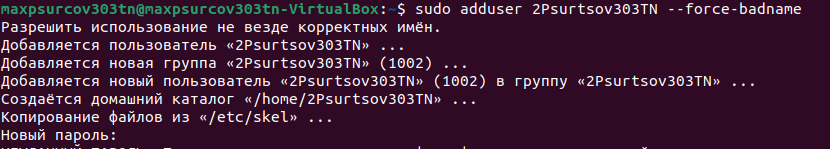 maxpsurcov303tn@maxpsurcov303tn-VirtualBox:~$ sudo adduser 2Psurtsov303TN --force-badname
Разрешить использование не везде корректных имён.
Добавляется пользователь «2Psurtsov303TN» ...
Добавляется новая группа «2Psurtsov303TN» (1002) ...
Добавляется новый пользователь «2Psurtsov303TN» (1002) в группу «2Psurtsov303TN» ...
Создаётся домашний каталог «/home/2Psurtsov303TN» ...
Копирование файлов из «/etc/skel» ...
Новый пароль: